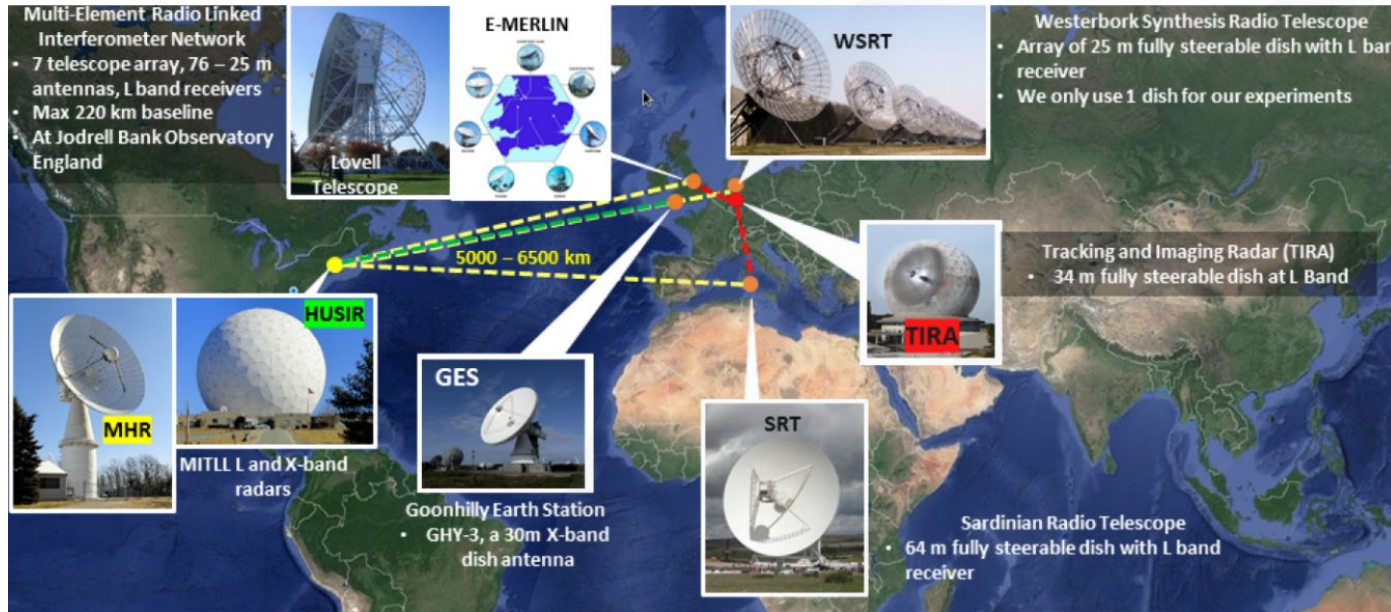 Multi-Element Radio Linked
Interferometer Network
• 7 telescope array, 76 – 25 m
antennas, L band receivers
• Max 220 km baseline
• At Jodrell Bank Observatory
England
Lovell
Telescope
E-MERLIN
WSRT
Westerbork Synthesis Radio Telescope
• Array of 25 m fully steerable dish with L ban
receiver
• We only use 1 dish for our experiments
5000 – 6500 km
Tracking and Imaging Radar (TIRA)
• 34 m fully steerable dish at L Band
TIRA
MHR
HUSIR
MITLL L and X-band
radars
GES
Goonhilly Earth Station
• GHY-3, a 30m X-band
dish antenna
SRT
Sardinian Radio Telescope
• 64 m fully steerable dish with L band
receiver